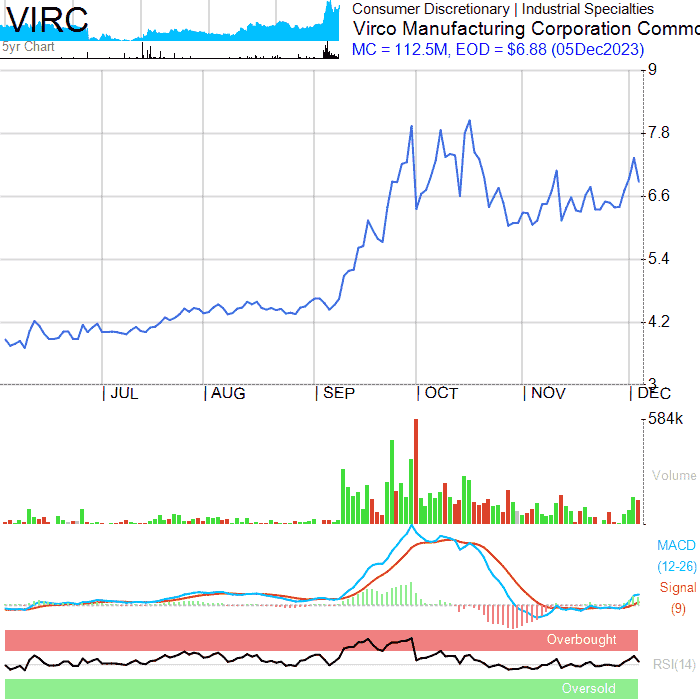 VIRC
5yr Chart
Consumer Discretionary | Industrial Specialties
Virco Manufacturing Corporation Commo
MC = 112.5M, EOD = $6.88 (05Dec2023)
9
7.8
6.6
5.4
4.2
3
JUL
AUG
SEP
OCT
NOV
DEC
584k
Volume
MACD
(12-26)
Signal
(9)
Overbought
RSI(14)
Oversold